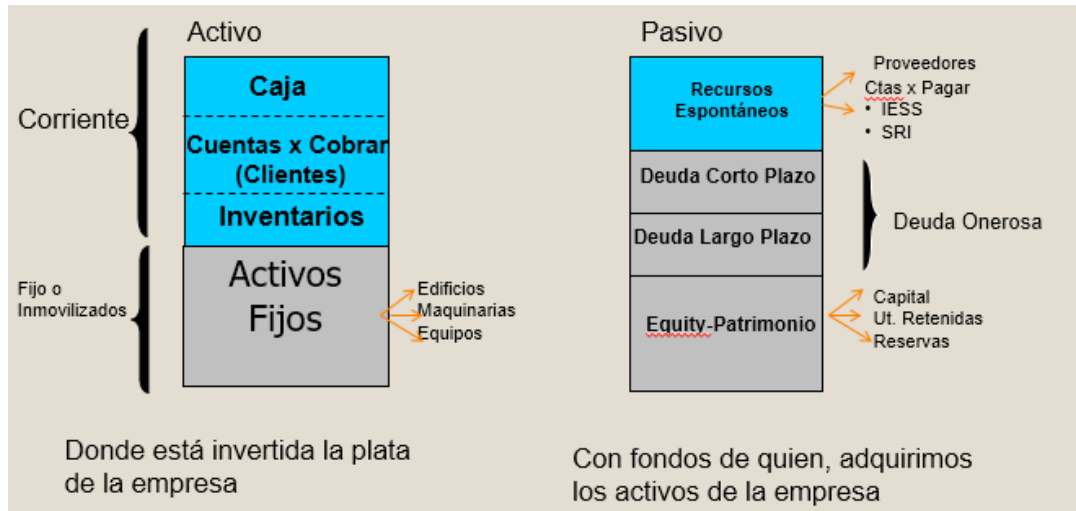 Activo
Corriente
Caja
Cuentas x Cobrar
(Clientes)
Inventarios
Fijo o
Inmovilizados
Activos
Fijos
Edificios
Maquinarias
Equipos
Donde está invertida la plata
de la empresa
Pasivo
Recursos
Espontáneos
Proveedores
Ctas x Pagar
• IESS
• SRI
Deuda Corto Plazo
Deuda Largo Plazo
Deuda Onerosa
Equity-Patrimonio
Capital
Ut. Retenidas
Reservas
Con fondos de quien, adquirimos
los activos de la empresa